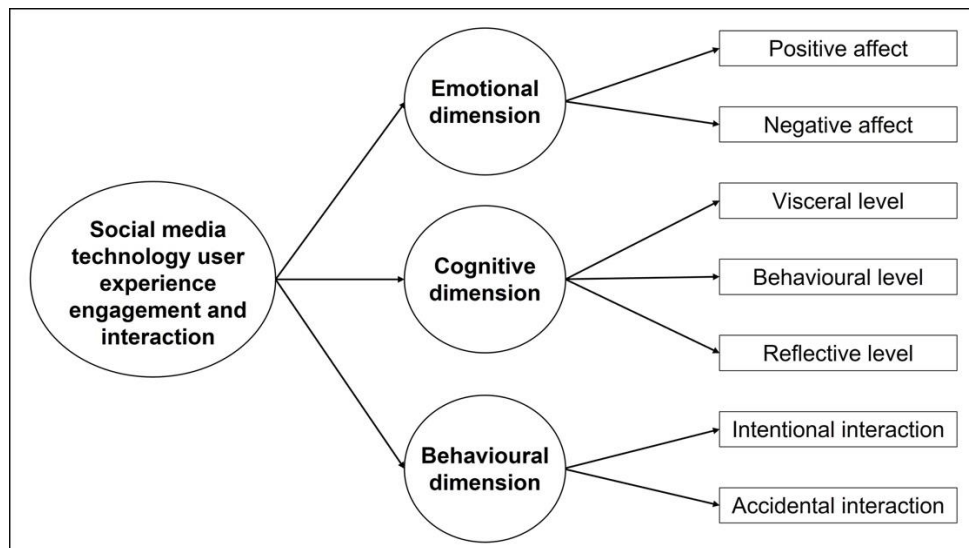 Social media
technology user
experience
engagement and
interaction
Emotional
dimension
Positive affect
Negative affect
Cognitive
dimension
Visceral level
Behavioural level
Reflective level
Behavioural
dimension
Intentional interaction
Accidental interaction